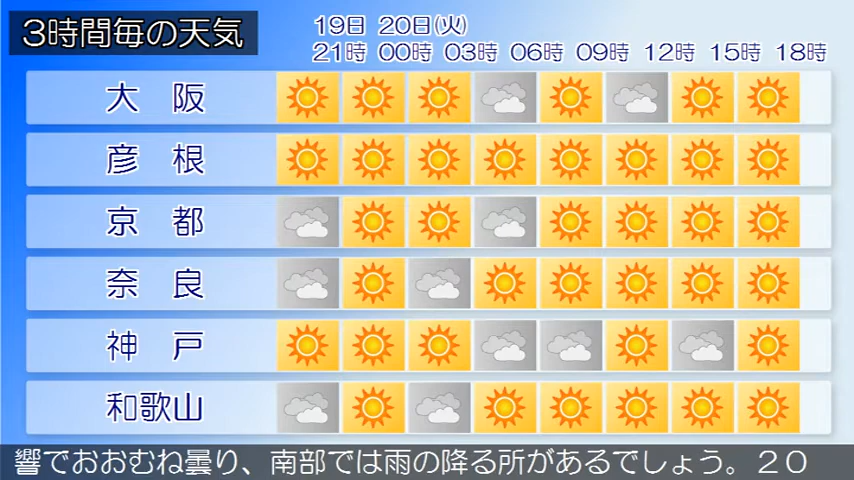 3時間毎の天気
19日 20日(火)
21時 00時 03時 06時 09時 12時 15時 18時
大 阪
彦 根
京 都
奈 良
神 戸
和歌山
響でおおむね曇り、南部では雨の降る所があるでしょう。20